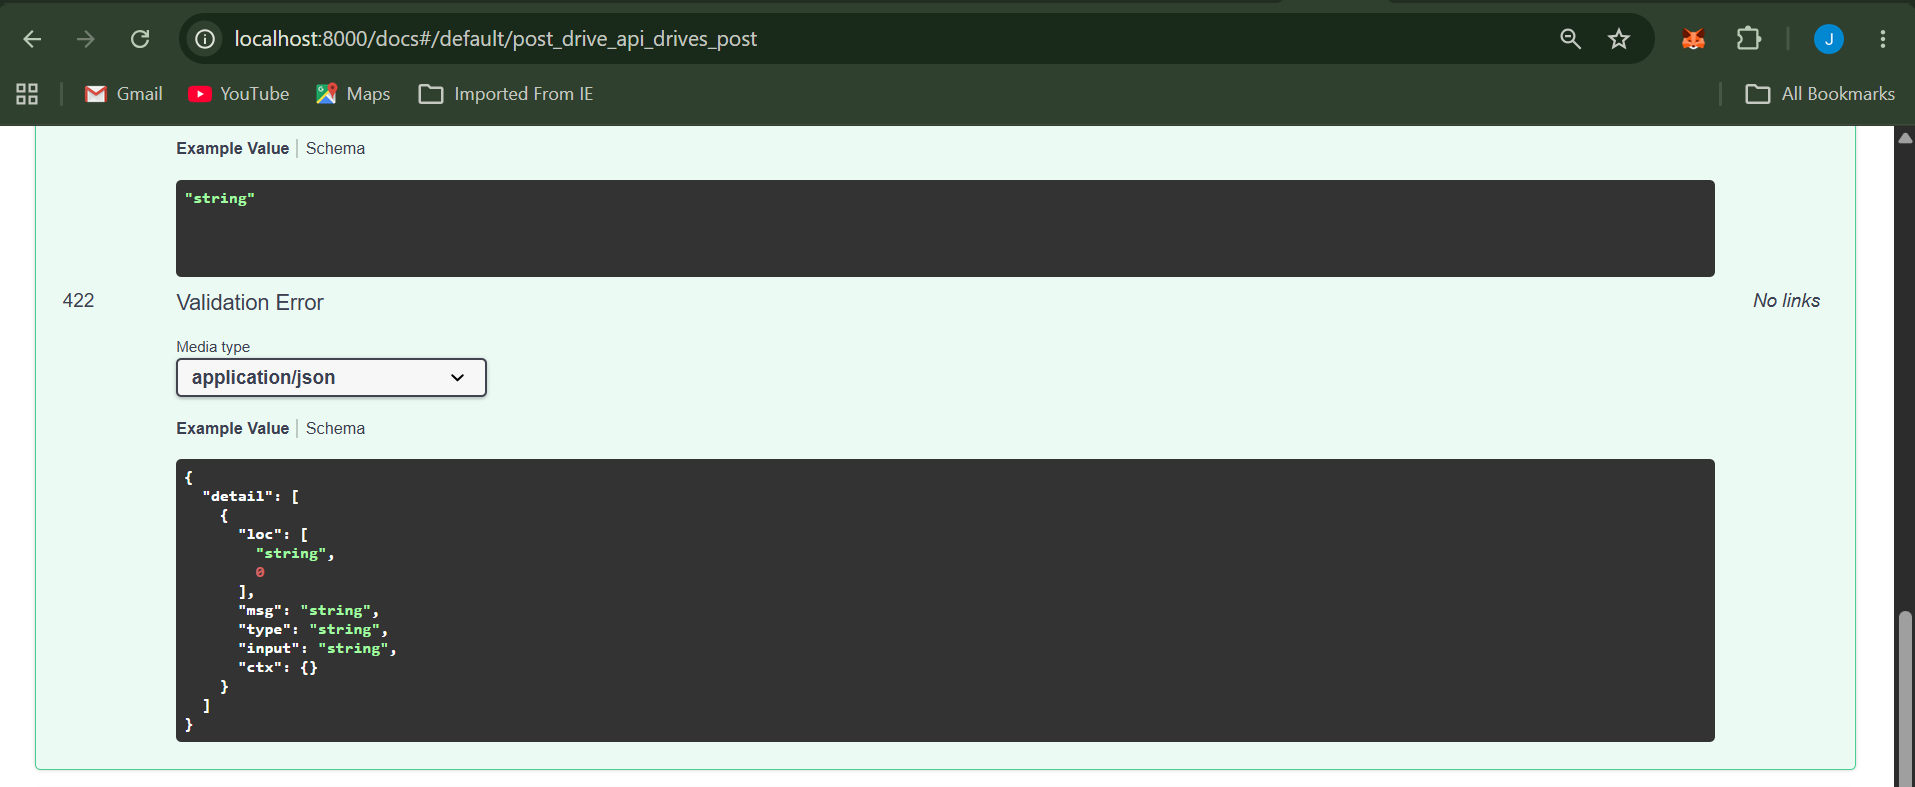 localhost:8000/docs#/default/post_drive_api_drives_post
J
Gmail YouTube Maps Imported From IE All Bookmarks
Example Value | Schema
"string"
422 Validation Error No links
Media type
application/json
Example Value | Schema
{
  "detail": [
    {
      "loc": [
        "string",
        0
      ],
      "msg": "string",
      "type": "string",
      "input": "string",
      "ctx": {}
    }
  ]
}